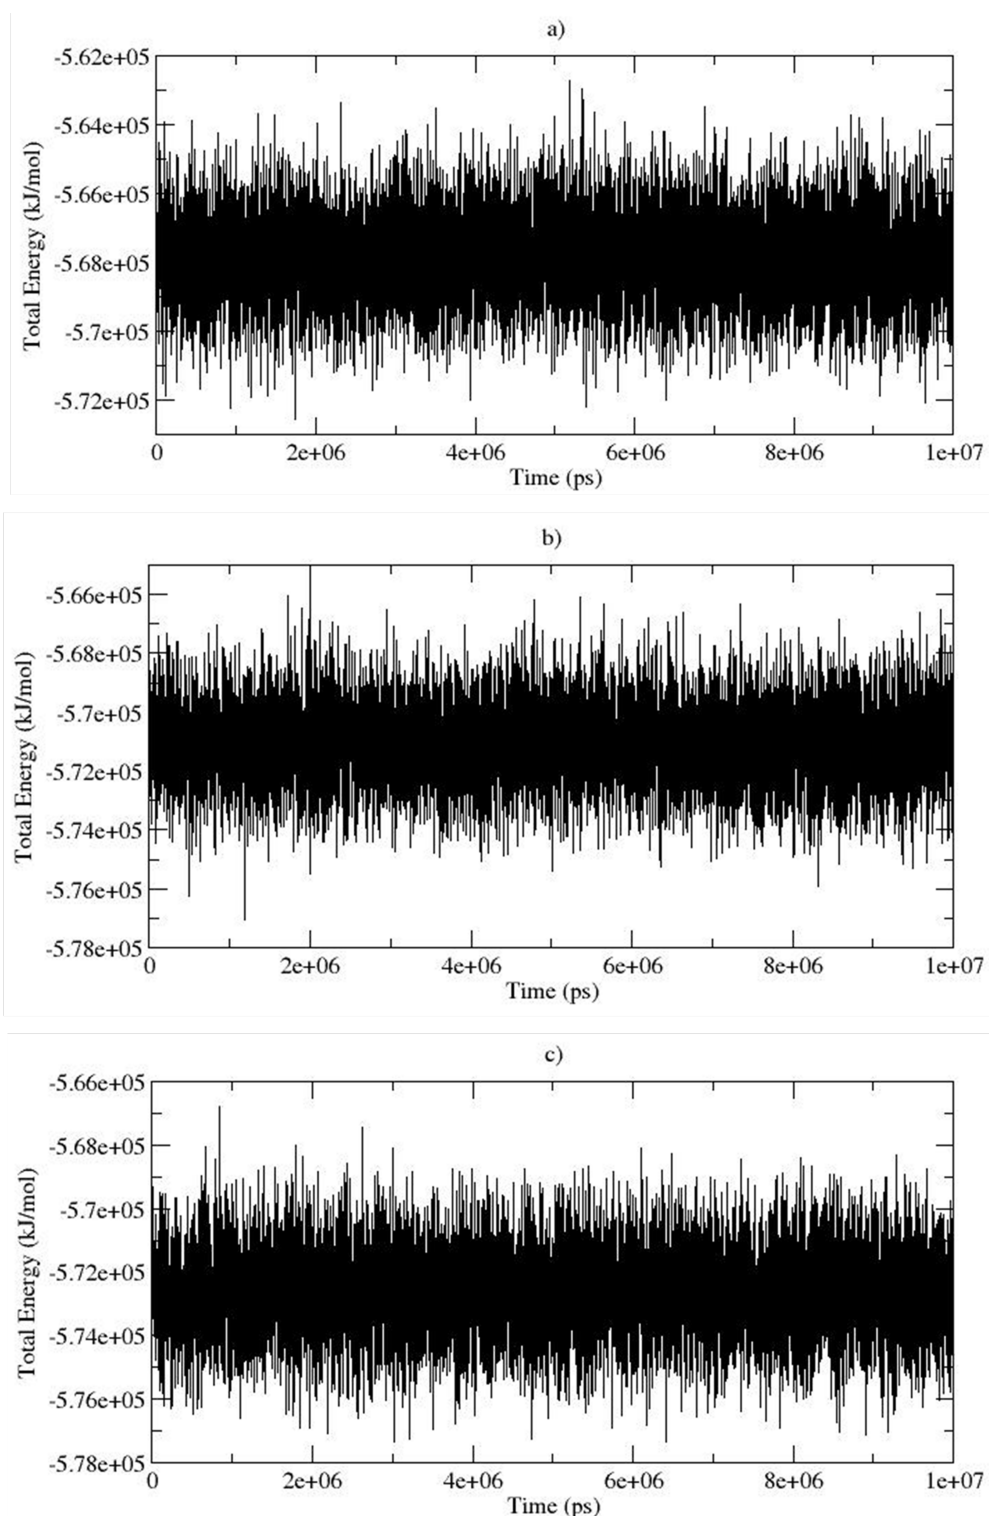 a)
-5.62e+05
-5.64e+05
-5.66e+05
-5.68e+05
-5.7e+05
-5.72e+05
Total Energy (kJ/mol)
0 2e+06 4e+06 6e+06 8e+06 1e+07
Time (ps)
b)
-5.66e+05
-5.68e+05
-5.7e+05
-5.72e+05
-5.74e+05
-5.76e+05
-5.78e+05
Total Energy (kJ/mol)
0 2e+06 4e+06 6e+06 8e+06 1e+07
Time (ps)
c)
-5.66e+05
-5.68e+05
-5.7e+05
-5.72e+05
-5.74e+05
-5.76e+05
-5.78e+05
Total Energy (kJ/mol)
0 2e+06 4e+06 6e+06 8e+06 1e+07
Time (ps)